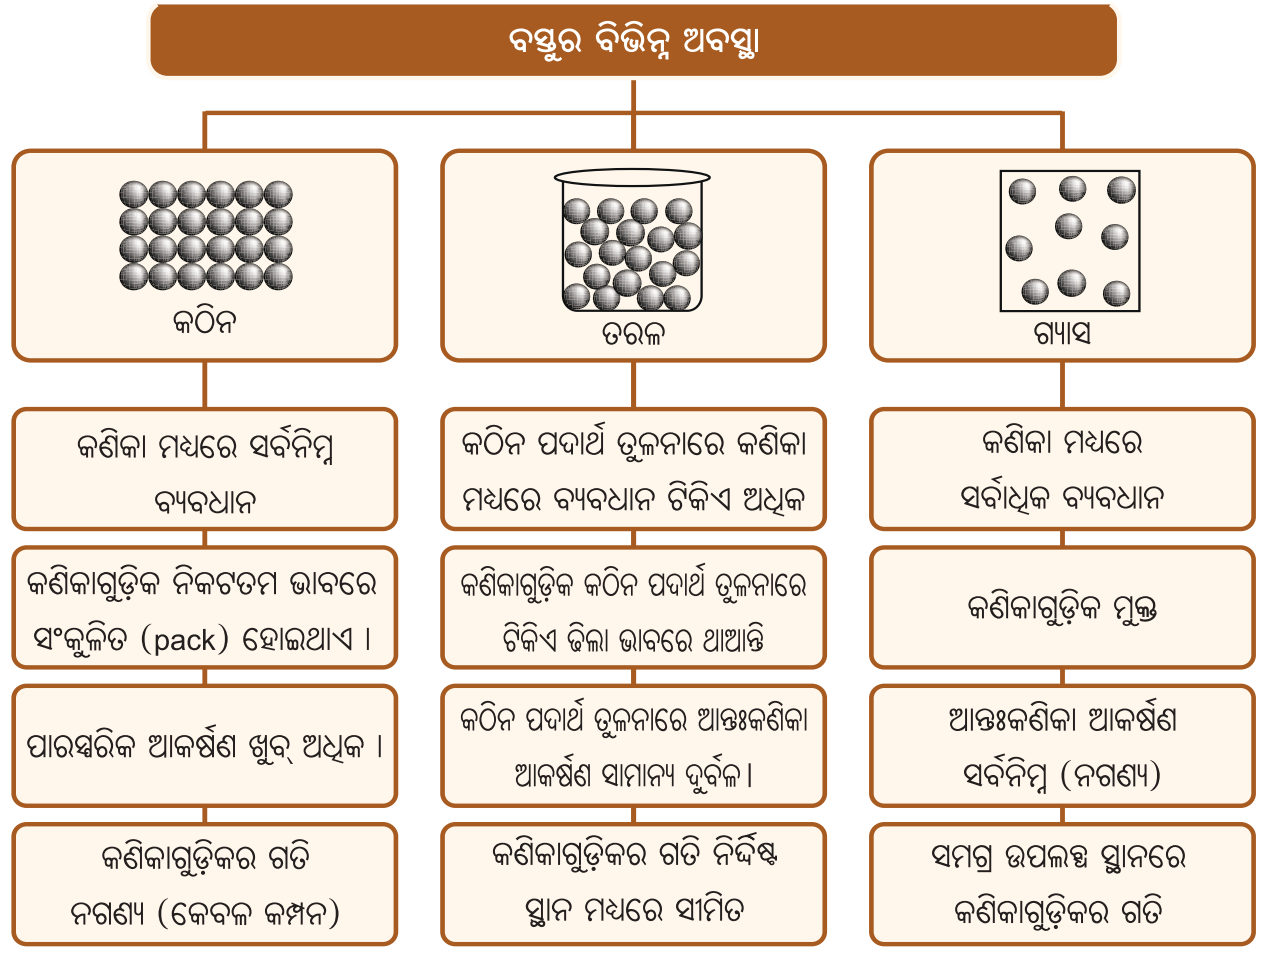 ବସ୍ତୁର ବିଭିନ୍ନ ଅବସ୍ଥା
କଠିନ
ତରଳ
ଗ୍ୟାସ
କଣିକା ମଧ୍ୟରେ ସର୍ବନିମ୍ନ
ବ୍ୟବଧାନ
କଠିନ ପଦାର୍ଥ ତୁଳନାରେ କଣିକା
ମଧ୍ୟରେ ବ୍ୟବଧାନ ଟିକିଏ ଅଧିକ
କଣିକା ମଧ୍ୟରେ
ସର୍ବାଧିକ ବ୍ୟବଧାନ
କଣିକାଗୁଡ଼ିକ ନିକଟତମ ଭାବରେ
ସଂକୁଳିତ (pack) ହୋଇଥାଏ ।
କଣିକାଗୁଡ଼ିକ କଠିନ ପଦାର୍ଥ ତୁଳନାରେ
ଟିକିଏ ଢିଲା ଭାବରେ ଥାଆନ୍ତି
କଣିକାଗୁଡ଼ିକ ମୁକ୍ତ
ପାରସ୍ପରିକ ଆକର୍ଷଣ ଖୁବ୍ ଅଧିକ ।
କଠିନ ପଦାର୍ଥ ତୁଳନାରେ ଆନ୍ତଃକଣିକା
ଆକର୍ଷଣ ସାମାନ୍ୟ ଦୁର୍ବଳ ।
ଆନ୍ତଃକଣିକା ଆକର୍ଷଣ
ସର୍ବନିମ୍ନ (ନଗଣ୍ୟ)
କଣିକାଗୁଡ଼ିକର ଗତି
ନଗଣ୍ୟ (କେବଳ କମ୍ପନ)
କଣିକାଗୁଡ଼ିକର ଗତି ନିର୍ଦ୍ଦିଷ୍ଟ
ସ୍ଥାନ ମଧ୍ୟରେ ସୀମିତ
ସମଗ୍ର ଉପଲବ୍ଧ ସ୍ଥାନରେ
କଣିକାଗୁଡ଼ିକର ଗତି